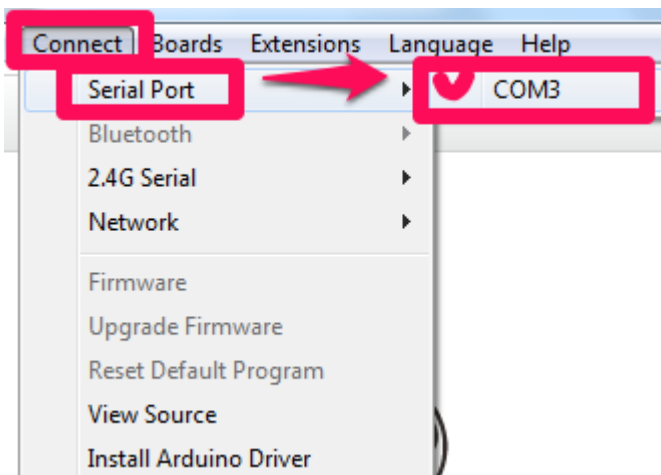 Connect Boards Extensions Language Help
Serial Port COM3
Bluetooth
2.4G Serial
Network
Firmware
Upgrade Firmware
Reset Default Program
View Source
Install Arduino Driver